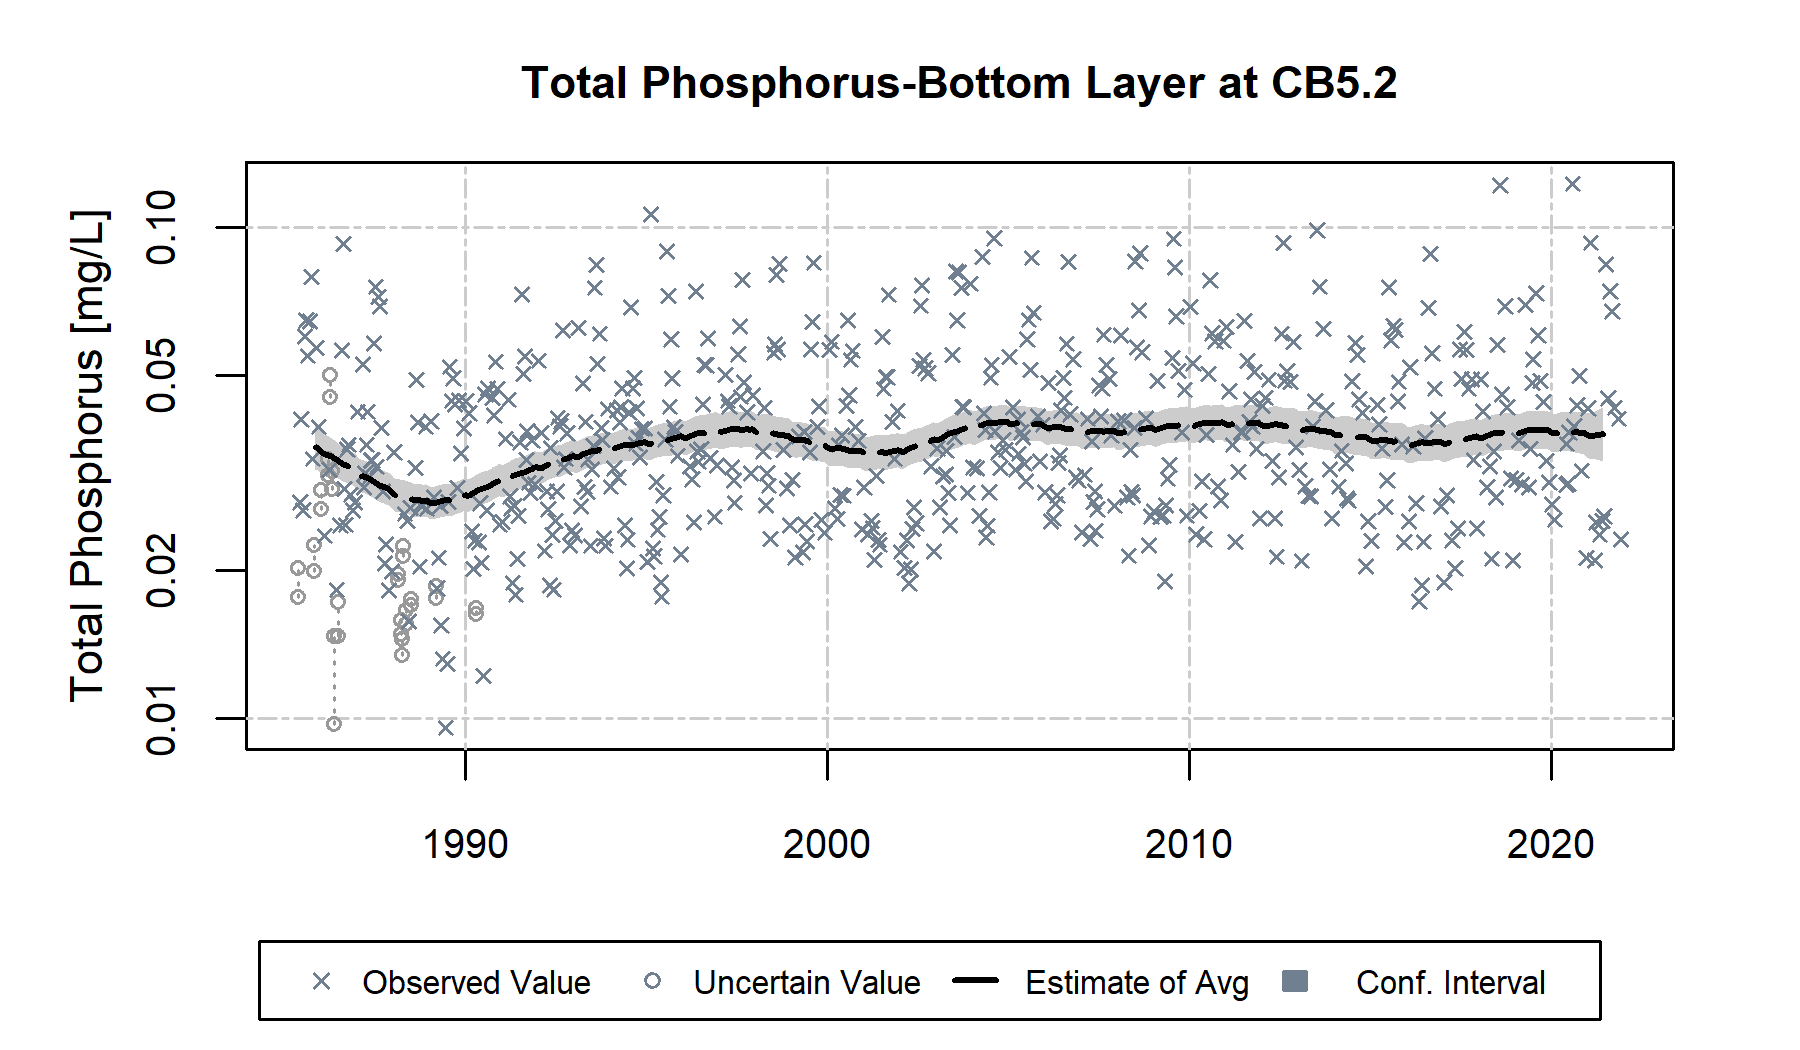 Total Phosphorus-Bottom Layer at CB5.2
Total Phosphorus [mg/L]
0.10
0.05
0.02
0.01
1990 2000 2010 2020
Observed Value Uncertain Value Estimate of Avg Conf. Interval